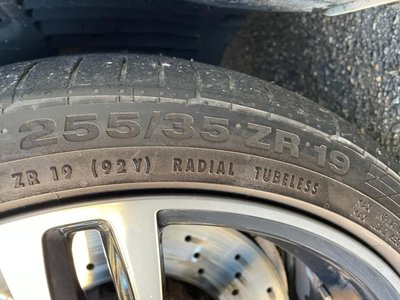 255/35 ZR 19
ZR 19 (92Y) RADIAL TUBELESS